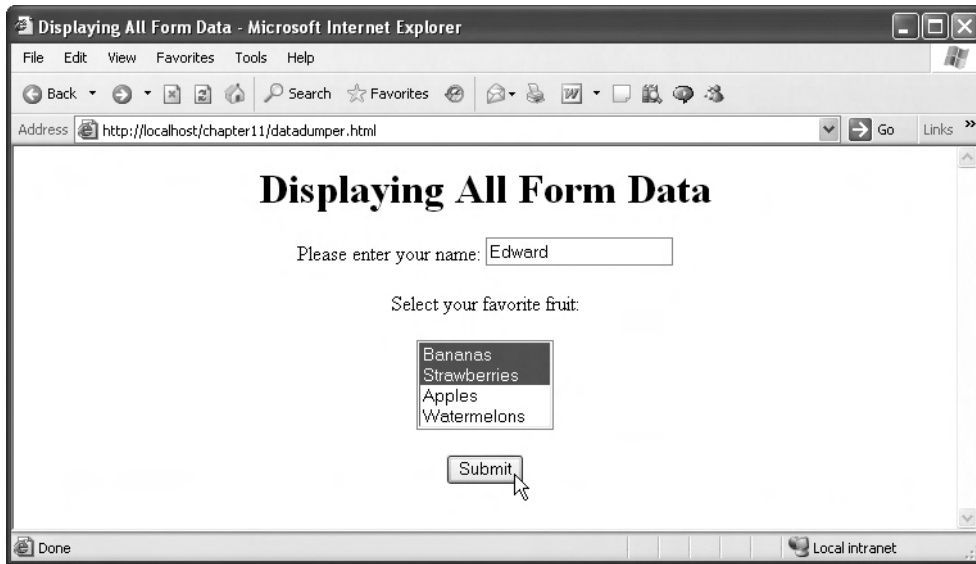 Displaying All Form Data - Microsoft Internet Explorer
File Edit View Favorites Tools Help
Back Search Favorites W
Address http://localhost/chapter11/datadumper.html Go Links »
Displaying All Form Data
Please enter your name: Edward
Select your favorite fruit:
Bananas
Strawberries
Apples
Watermelons
Submit
Done Local intranet